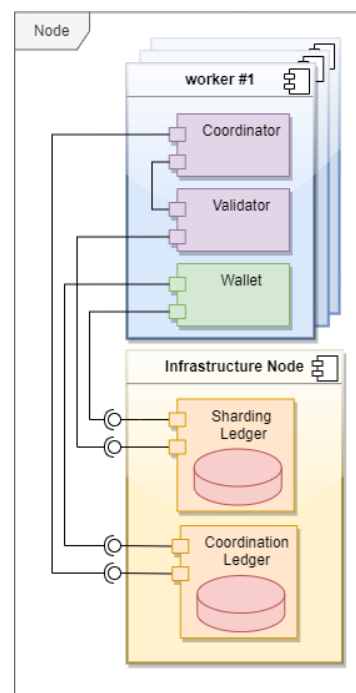 Node
worker #1
Coordinator
Validator
Wallet
Infrastructure Node
Sharding
Ledger
Coordination
Ledger